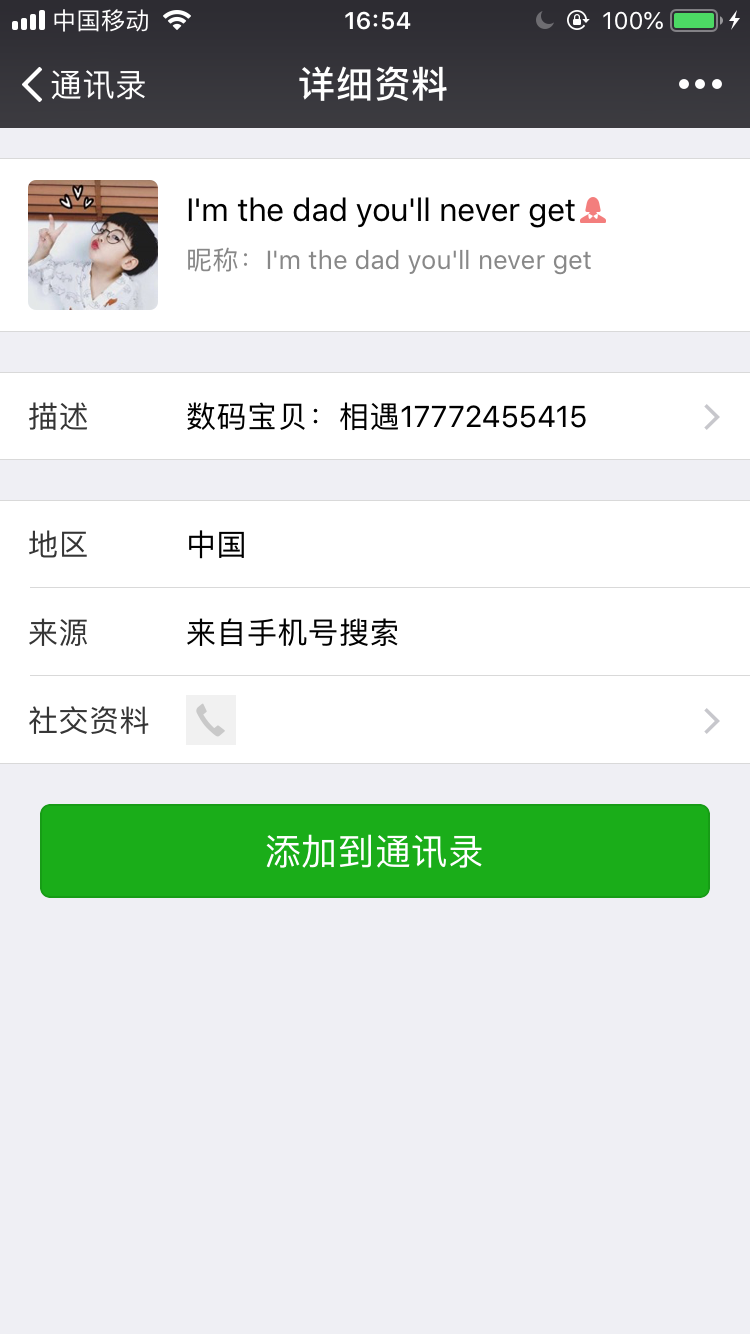 中国移动 16:54 100%
通讯录 详细资料
I'm the dad you'll never get
昵称：I'm the dad you'll never get
描述 数码宝贝：相遇17772455415
地区 中国
来源 来自手机号搜索
社交资料
添加到通讯录